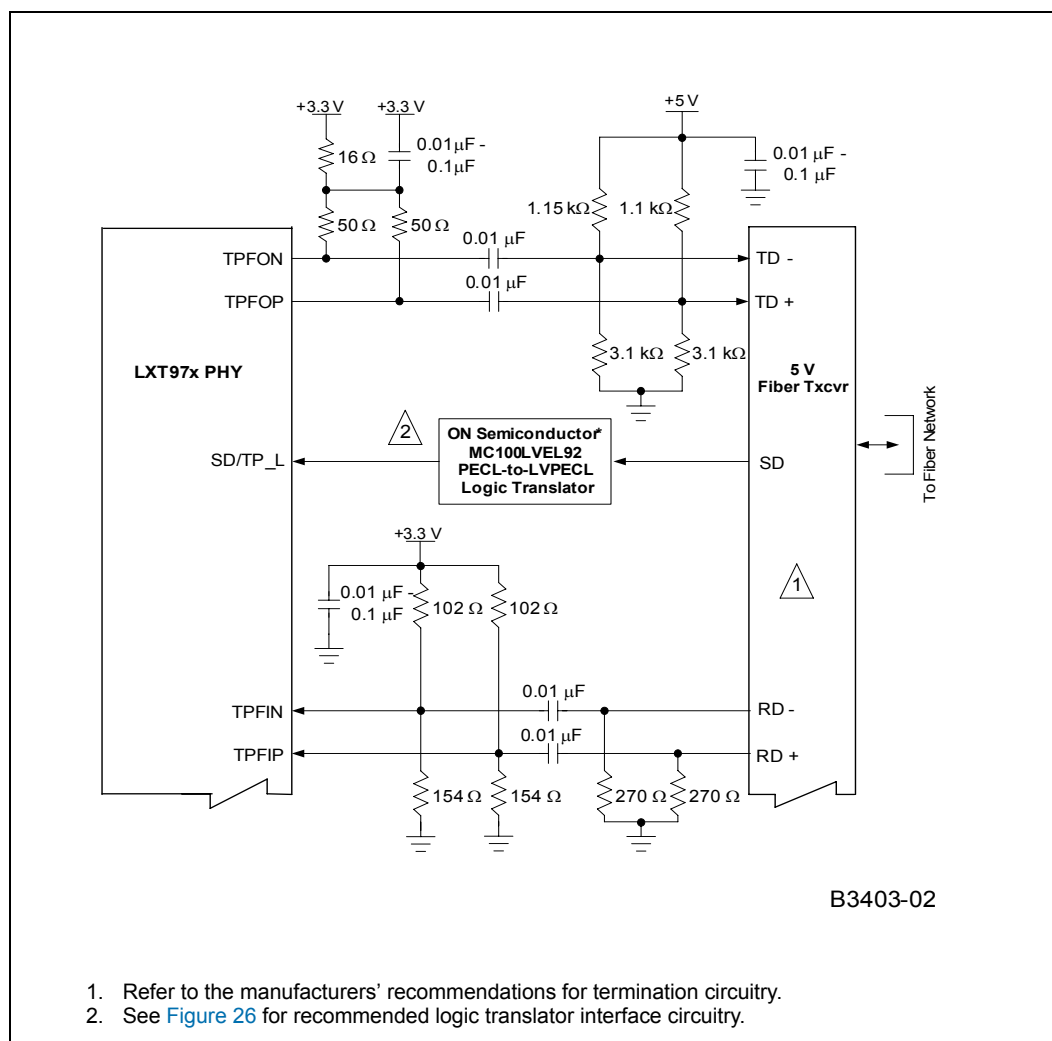 +3.3 V
+3.3 V
+5 V
16 Ω
0.01 µF -
0.1 µF
0.01 µF -
0.1 µF
50 Ω
50 Ω
1.15 kΩ
1.1 kΩ
0.01 µF
TPFON
TD -
0.01 µF
TPFOP
TD +
3.1 kΩ
3.1 kΩ
LXT97x PHY
5 V
Fiber Txcvr
To Fiber Network
2
ON Semiconductor*
MC100LVEL92
PECL-to-LVPECL
Logic Translator
SD/TP_L
SD
+3.3 V
0.01 µF -
0.1 µF
102 Ω
102 Ω
1
0.01 µF
TPFIN
RD -
0.01 µF
TPFIP
RD +
154 Ω
154 Ω
270 Ω
270 Ω
B3403-02
1. Refer to the manufacturers’ recommendations for termination circuitry.
2. See Figure 26 for recommended logic translator interface circuitry.